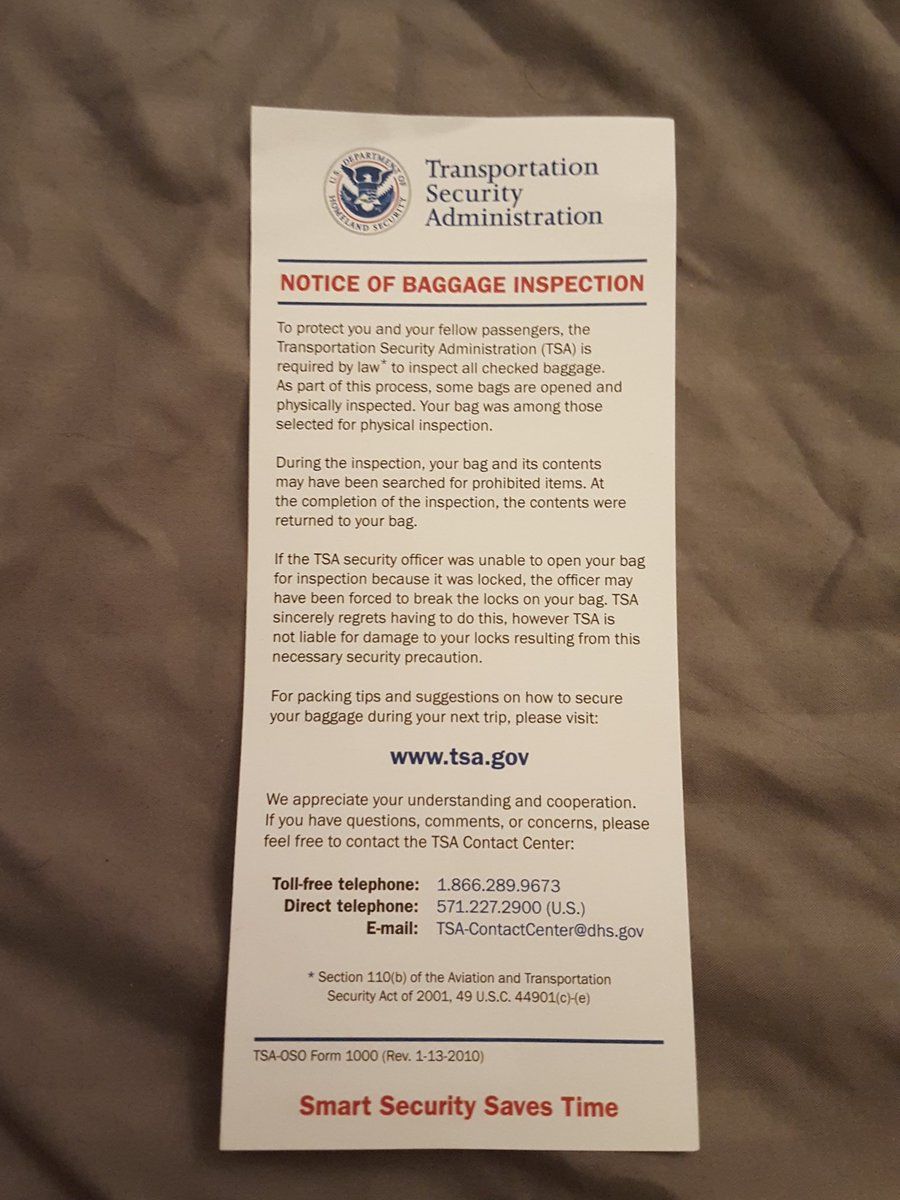 U.S. DEPARTMENT OF
HOMELAND SECURITY
Transportation
Security
Administration
NOTICE OF BAGGAGE INSPECTION
To protect you and your fellow passengers, the
Transportation Security Administration (TSA) is
required by law* to inspect all checked baggage.
As part of this process, some bags are opened and
physically inspected. Your bag was among those
selected for physical inspection.
During the inspection, your bag and its contents
may have been searched for prohibited items. At
the completion of the inspection, the contents were
returned to your bag.
If the TSA security officer was unable to open your bag
for inspection because it was locked, the officer may
have been forced to break the locks on your bag. TSA
sincerely regrets having to do this, however TSA is
not liable for damage to your locks resulting from this
necessary security precaution.
For packing tips and suggestions on how to secure
your baggage during your next trip, please visit:
www.tsa.gov
We appreciate your understanding and cooperation.
If you have questions, comments, or concerns, please
feel free to contact the TSA Contact Center:
Toll-free telephone: 1.866.289.9673
Direct telephone: 571.227.2900 (U.S.)
E-mail: TSA-ContactCenter@dhs.gov
* Section 110(b) of the Aviation and Transportation
Security Act of 2001, 49 U.S.C. 44901(c)-(e)
TSA-OSO Form 1000 (Rev. 1-13-2010)
Smart Security Saves Time